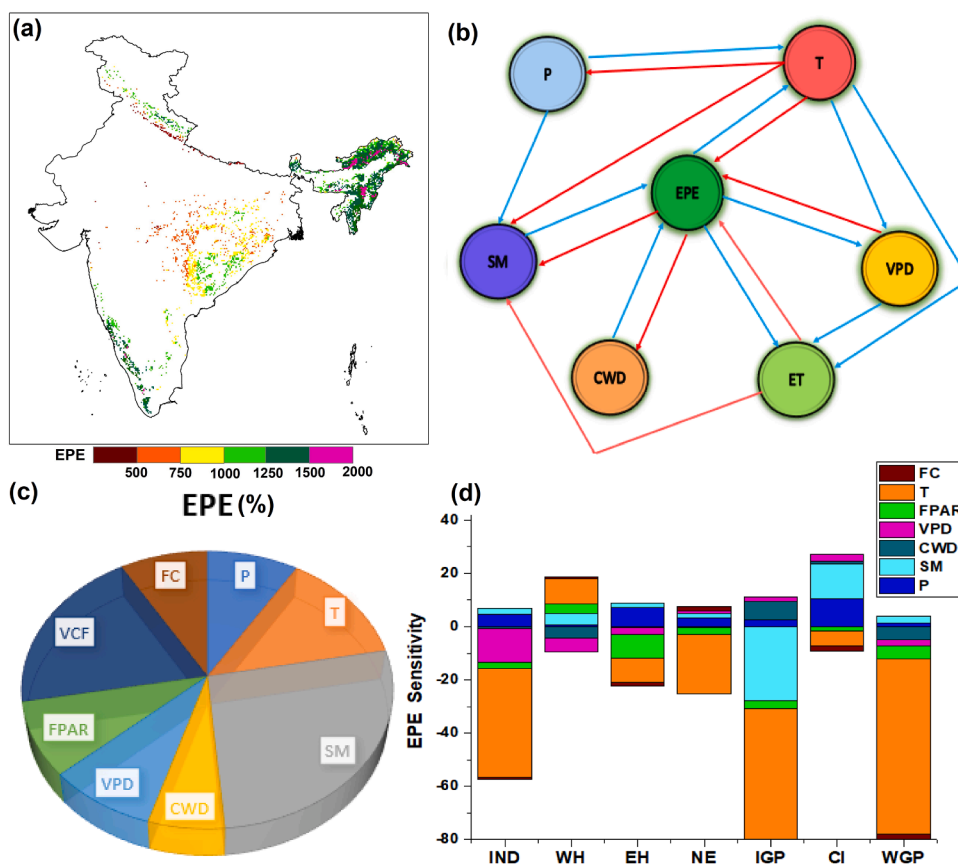 (a)
EPE
500 750 1000 1250 1500 2000
(b)
P
T
EPE
SM
VPD
CWD
ET
(c)
EPE (%)
FC
P
T
VCF
FPAR
SM
VPD
CWD
(d)
FC
T
FPAR
VPD
CWD
SM
P
EPE Sensitivity
40
20
0
-20
-40
-60
-80
IND WH EH NE IGP CI WGP